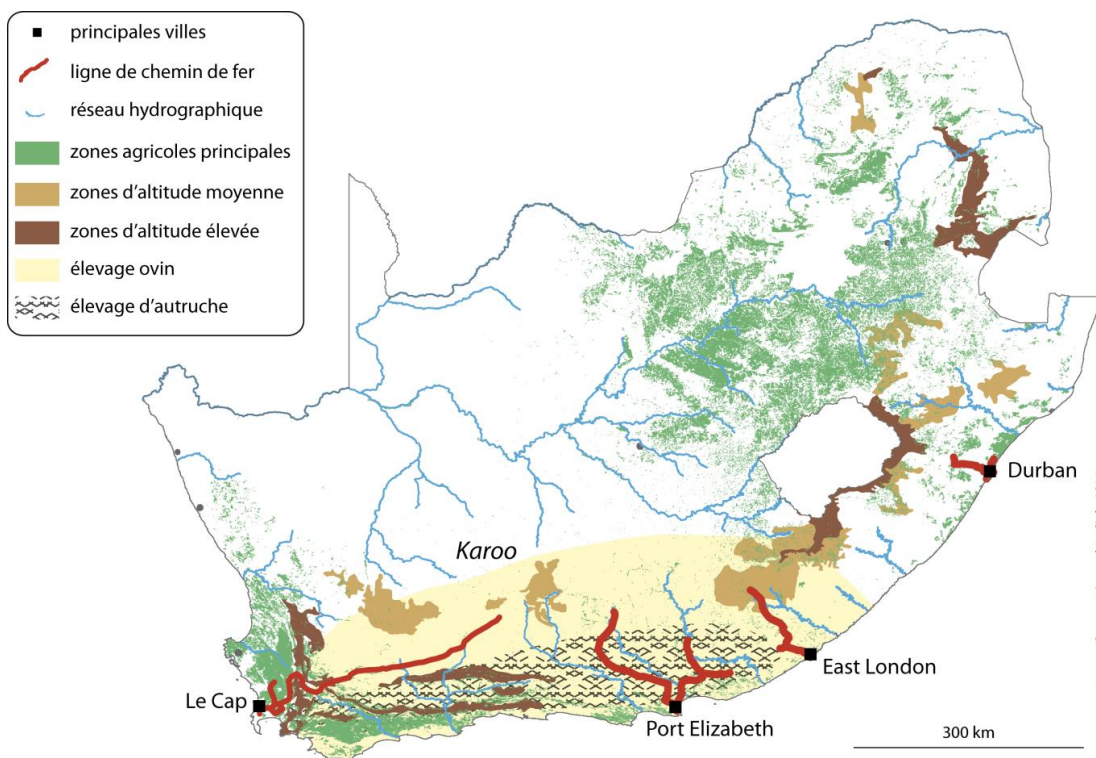 principales villes
ligne de chemin de fer
réseau hydrographique
zones agricoles principales
zones d'altitude moyenne
zones d'altitude élevée
élevage ovin
élevage d'autruche
Karoo
Durban
East London
Le Cap
Port Elizabeth
300 km